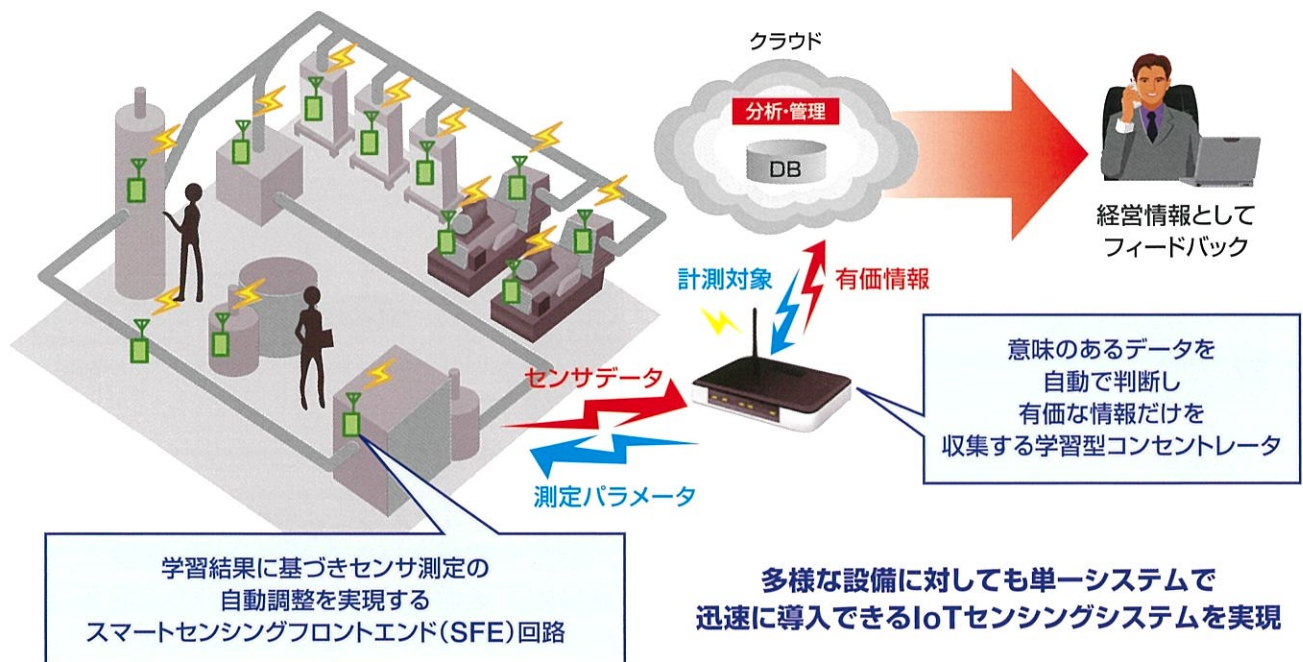 クラウド
分析・管理
DB
経営情報として
フィードバック
計測対象
有価情報
センサデータ
測定パラメータ
意味のあるデータを
自動で判断し
有価な情報だけを
収集する学習型コンセントレータ
学習結果に基づきセンサ測定の
自動調整を実現する
スマートセンシングフロントエンド(SFE)回路
多様な設備に対しても単一システムで
迅速に導入できるIoTセンシングシステムを実現